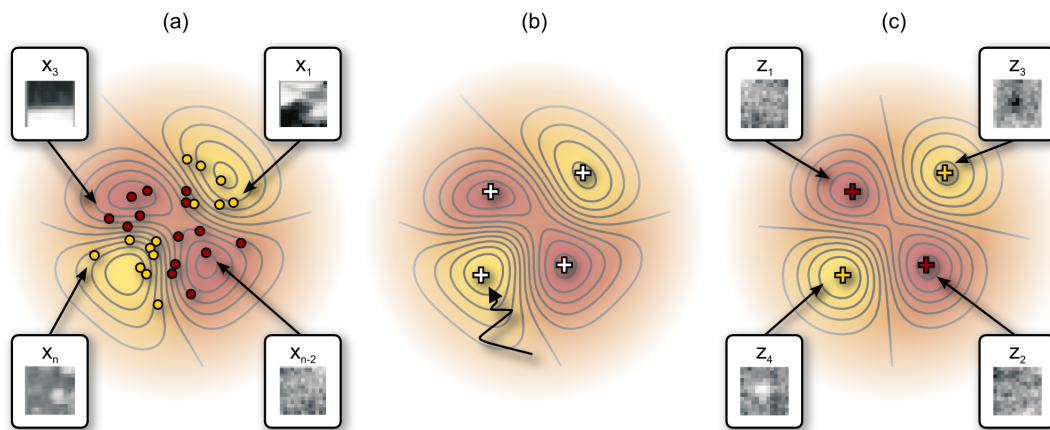 (a)
(b)
(c)
x₃
x₁
z₁
z₃
xₙ
xₙ₋₂
z₄
z₂